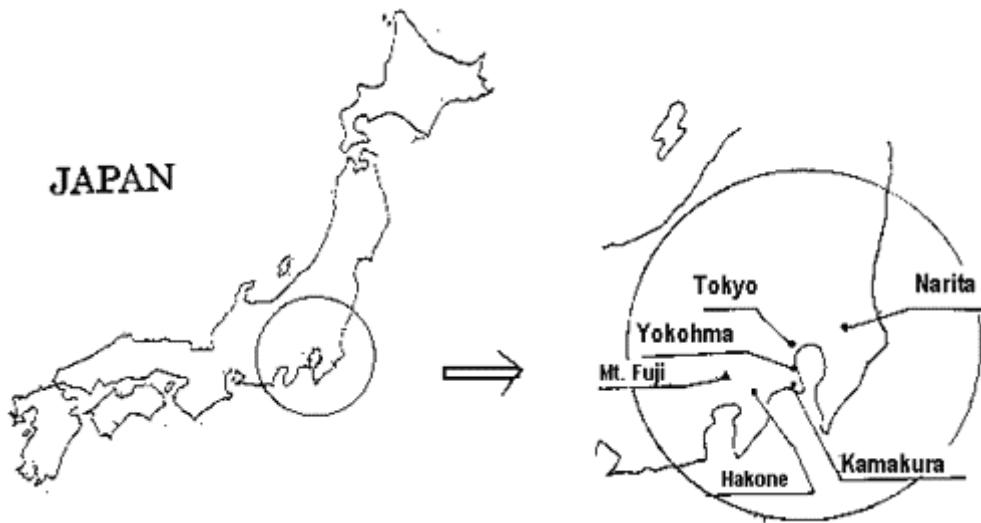 JAPAN
Tokyo
Narita
Yokohma
Mt. Fuji
Kamakura
Hakone